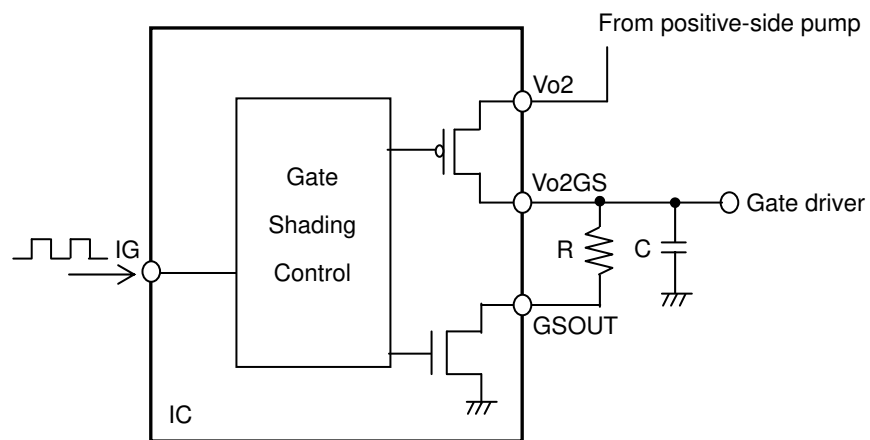 From positive-side pump
Vo2
Gate
Shading
Control
Vo2GS
Gate driver
R
C
IG
GSOUT
IC